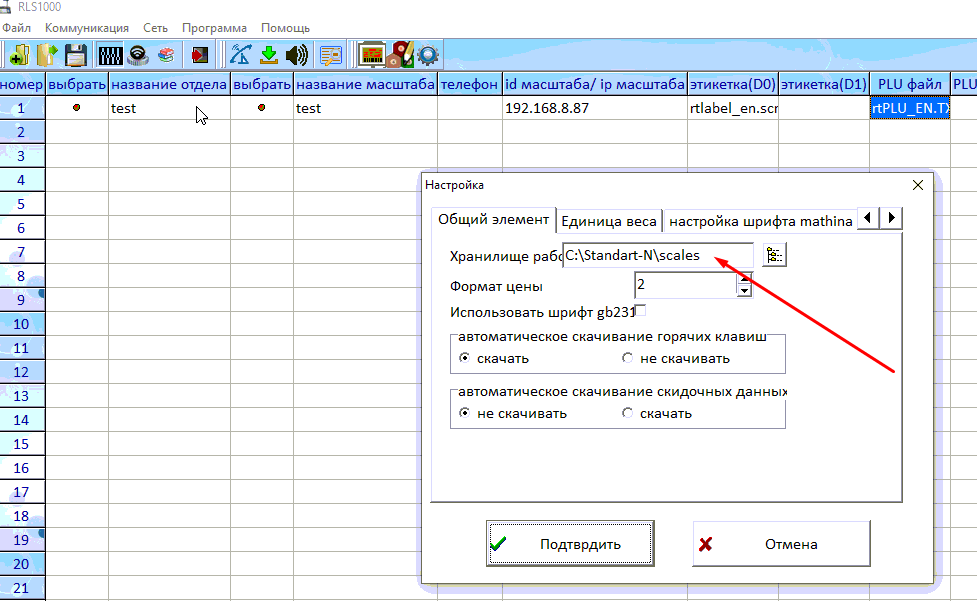 RLS1000
Файл Коммуникация Сеть Программа Помощь
номер выбрать название отдела выбрать название масштаба телефон id масштаба/ ip масштаба этикетка(D0) этикетка(D1) PLU файл PLU
1 test test 192.168.8.87 rtlabel_en.scr rtPLU_EN.TX
2
3
4
5
6
7
8
9
10
11
12
13
14
15
16
17
18
19
20
21
Настройка
Общий элемент Единица веса настройка шрифта mathina
Хранилище рабо C:\Standart-N\scales
Формат цены 2
Использовать шрифт gb231
автоматическое скачивание горячих клавиш
скачать не скачивать
автоматическое скачивание скидочных данных
не скачивать скачать
Подтврдить Отмена